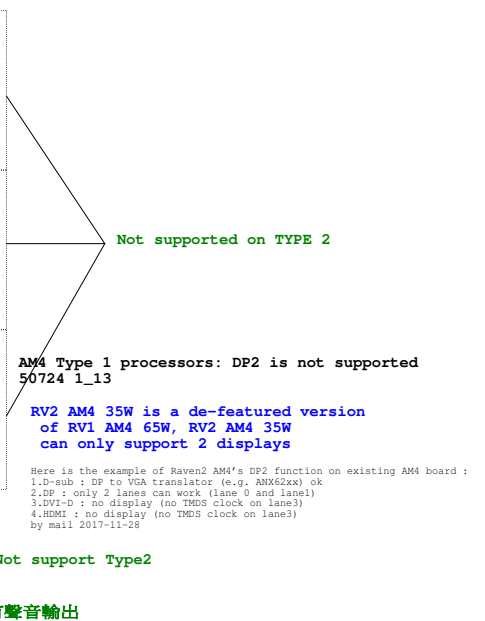 Not supported on TYPE 2
AM4 Type 1 processors: DP2 is not supported
50724 1_13
RV2 AM4 35W is a de-featured version
of RV1 AM4 65W, RV2 AM4 35W
can only support 2 displays
Here is the example of Raven2 AM4's DP2 function on existing AM4 board :
1.D-sub : DP to VGA translator (e.g. ANX62xx) ok
2.DP : only 2 lanes can work (lane 0 and lane1)
3.DVI-D : no display (no TMDS clock on lane3)
4.HDMI : no display (no TMDS clock on lane3)
by mail 2017-11-28
Not support Type2
聲音輸出